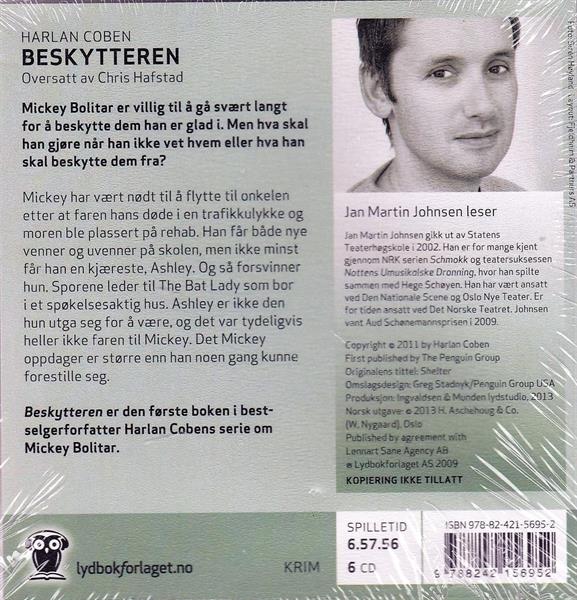 HARLAN COBEN
BESKYTTEREN
Oversatt av Chris Hafstad
Mickey Bolitar er villig til å gå svært langt
for å beskytte dem han er glad i. Men hva skal
han gjøre når han ikke vet hvem eller hva han
skal beskytte dem fra?
Mickey har vært nødt til å flytte til onkelen
etter at faren hans døde i en trafikkulykke og
moren ble plassert på rehab. Han får både nye
venner og uvenner på skolen, men ikke minst
får han en kjæreste, Ashley. Og så forsvinner
hun. Sporene leder til The Bat Lady som bor
i et spøkelsesaktig hus. Ashley er ikke den
hun utga seg for å være, og det var tydeligvis
heller ikke faren til Mickey. Det Mickey
oppdager er større enn han noen gang kunne
forestille seg.
Beskytteren er den første boken i best-
selgerforfatter Harlan Cobens serie om
Mickey Bolitar.
lydbokforlaget.no
KRIM
Jan Martin Johnsen leser
Jan Martin Johnsen gikk ut av Statens
Teaterhøgskole i 2002. Han er for mange kjent
gjennom NRK serien Schmokk og teatersuksessen
Nottens Umusikalske Dronning, hvor han spilte
sammen med Hege Schøyen. Han har vært ansatt
ved Den Nationale Scene og Oslo Nye Teater. Er
for tiden ansatt ved Det Norske Teatret. Johnsen
vant Aud Schønemannsprisen i 2009.
Copyright © 2011 by Harlan Coben
First published by The Penguin Group
Originalens tittel: Shelter
Omslagsdesign: Greg Stadnyk/Penguin Group USA
Produksjon: Ingvaldsen & Munden lydstudio, 2013
Norsk utgave: © 2013 H. Aschehoug & Co.
(W. Nygaard), Oslo
Published by agreement with
Lennart Sane Agency AB
℗ Lydbokforlaget AS 2009
KOPIERING IKKE TILLATT
SPILLETID
6.57.56
6 CD
ISBN 978-82-421-5695-2
9 788242 156952